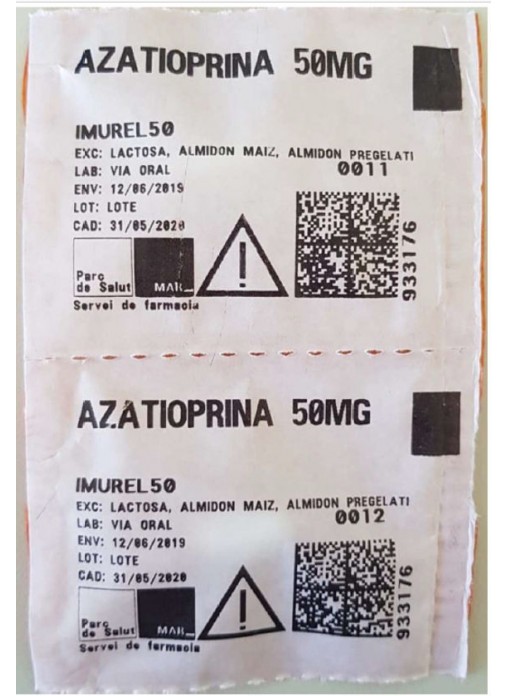 AZATIOPRINA 50MG
IMUREL50
EXC: LACTOSA, ALMIDON MAIZ, ALMIDON PREGELATI
LAB: VIA ORAL
0011
ENV: 12/06/2019
LOT: LOTE
CAD: 31/05/2020
933176
!
Parc
de Salut
MAR
Servei de farmacia
AZATIOPRINA 50MG
IMUREL50
EXC: LACTOSA, ALMIDON MAIZ, ALMIDON PREGELATI
LAB: VIA ORAL
0012
ENV: 12/06/2019
LOT: LOTE
CAD: 31/05/2020
933176
!
Parc
de Salut
MAR
Servei de farmacia